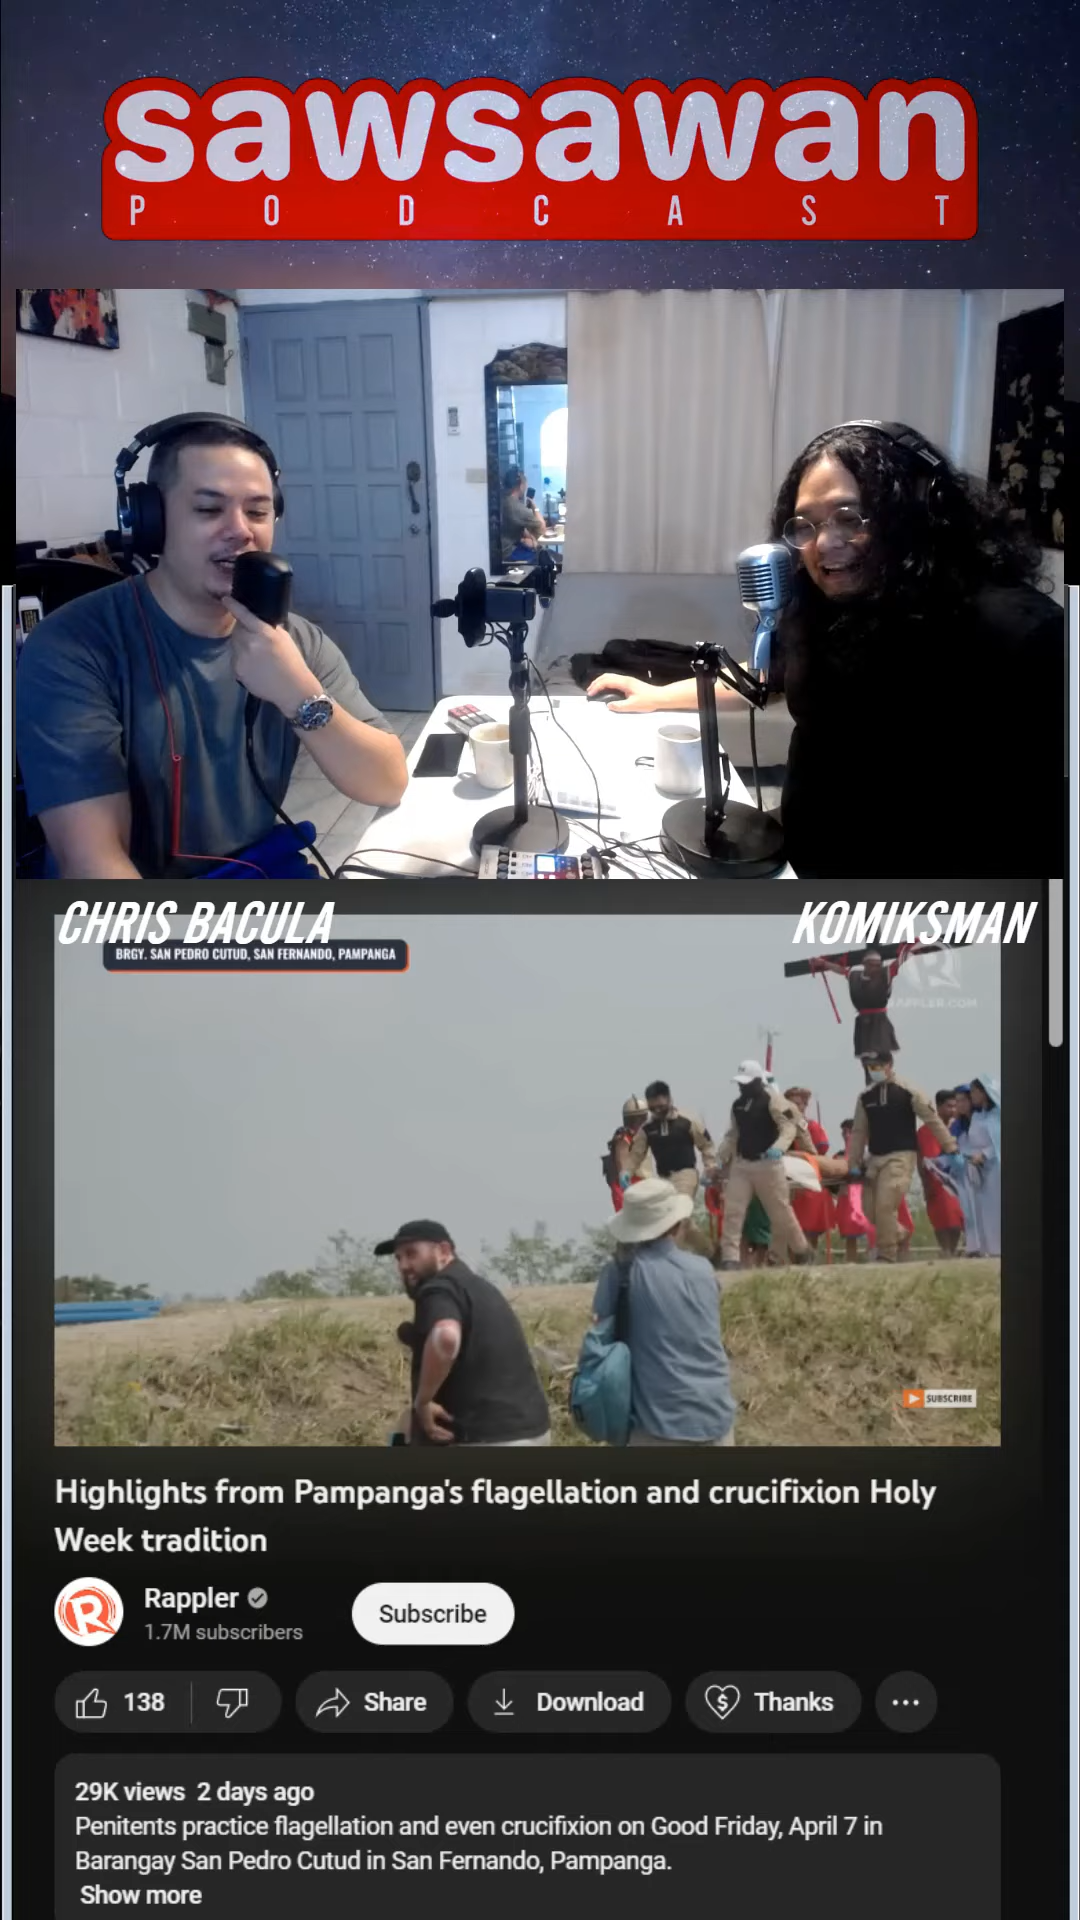 sawsawan
PODCAST
CHRIS BACULA
KOMIKSMAN
BRGY. SAN PEDRO CUTUD, SAN FERNANDO, PAMPANGA
RAPPLER.COM
SUBSCRIBE
Highlights from Pampanga's flagellation and crucifixion Holy
Week tradition
Rappler
1.7M subscribers
Subscribe
138
Share
Download
Thanks
29K views 2 days ago
Penitents practice flagellation and even crucifixion on Good Friday, April 7 in
Barangay San Pedro Cutud in San Fernando, Pampanga.
Show more